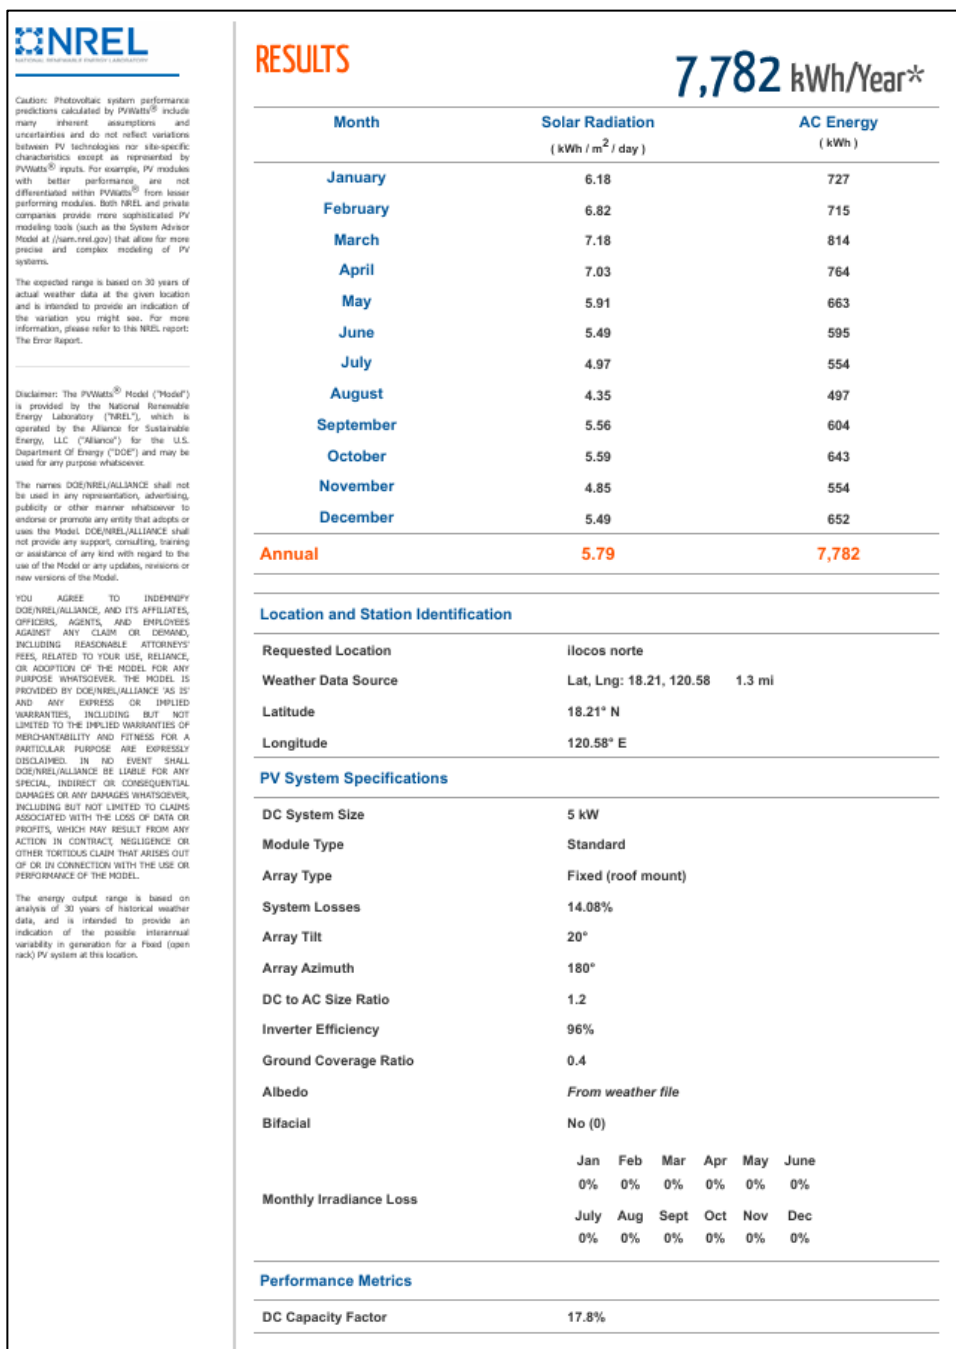 NREL
NATIONAL RENEWABLE ENERGY LABORATORY
Caution: Photovoltaic system performance
predictions calculated by PVWatts® include
many inherent assumptions and
uncertainties and do not reflect variations
between PV technologies nor site-specific
characteristics except as represented by
PVWatts® inputs. For example, PV modules
with better performance are not
differentiated within PVWatts® from lesser
performing modules. Both NREL and private
companies provide more sophisticated PV
modeling tools (such as the System Advisor
Model at //sam.nrel.gov) that allow for more
precise and complex modeling of PV
systems.
The expected range is based on 30 years of
actual weather data at the given location
and is intended to provide an indication of
the variation you might see. For more
information, please refer to this NREL report:
The Error Report.
Disclaimer: The PVWatts® Model ("Model")
is provided by the National Renewable
Energy Laboratory ("NREL"), which is
operated by the Alliance for Sustainable
Energy, LLC ("Alliance") for the U.S.
Department Of Energy ("DOE") and may be
used for any purpose whatsoever.
The names DOE/NREL/ALLIANCE shall not
be used in any representation, advertising,
publicity or other manner whatsoever to
endorse or promote any entity that adopts or
uses the Model. DOE/NREL/ALLIANCE shall
not provide any support, consulting, training
or assistance of any kind with regard to the
use of the Model or any updates, revisions or
new versions of the Model.
YOU AGREE TO INDEMNIFY
DOE/NREL/ALLIANCE, AND ITS AFFILIATES,
OFFICERS, AGENTS, AND EMPLOYEES
AGAINST ANY CLAIM OR DEMAND,
INCLUDING REASONABLE ATTORNEYS'
FEES, RELATED TO YOUR USE, RELIANCE,
OR ADOPTION OF THE MODEL FOR ANY
PURPOSE WHATSOEVER. THE MODEL IS
PROVIDED BY DOE/NREL/ALLIANCE 'AS IS'
AND ANY EXPRESS OR IMPLIED
WARRANTIES, INCLUDING BUT NOT
LIMITED TO THE IMPLIED WARRANTIES OF
MERCHANTABILITY AND FITNESS FOR A
PARTICULAR PURPOSE ARE EXPRESSLY
DISCLAIMED. IN NO EVENT SHALL
DOE/NREL/ALLIANCE BE LIABLE FOR ANY
SPECIAL, INDIRECT OR CONSEQUENTIAL
DAMAGES OR ANY DAMAGES WHATSOEVER,
INCLUDING BUT NOT LIMITED TO CLAIMS
ASSOCIATED WITH THE LOSS OF DATA OR
PROFITS, WHICH MAY RESULT FROM ANY
ACTION IN CONTRACT, NEGLIGENCE OR
OTHER TORTIOUS CLAIM THAT ARISES OUT
OF OR IN CONNECTION WITH THE USE OR
PERFORMANCE OF THE MODEL.
The energy output range is based on
analysis of 30 years of historical weather
data, and is intended to provide an
indication of the possible interannual
variability in generation for a Fixed (open
rack) PV system at this location.
RESULTS
7,782 kWh/Year*
Month Solar Radiation AC Energy
( kWh / m2 / day ) ( kWh )
January 6.18 727
February 6.82 715
March 7.18 814
April 7.03 764
May 5.91 663
June 5.49 595
July 4.97 554
August 4.35 497
September 5.56 604
October 5.59 643
November 4.85 554
December 5.49 652
Annual 5.79 7,782
Location and Station Identification
Requested Location ilocos norte
Weather Data Source Lat, Lng: 18.21, 120.58 1.3 mi
Latitude 18.21° N
Longitude 120.58° E
PV System Specifications
DC System Size 5 kW
Module Type Standard
Array Type Fixed (roof mount)
System Losses 14.08%
Array Tilt 20°
Array Azimuth 180°
DC to AC Size Ratio 1.2
Inverter Efficiency 96%
Ground Coverage Ratio 0.4
Albedo From weather file
Bifacial No (0)
Monthly Irradiance Loss
Jan Feb Mar Apr May June
0% 0% 0% 0% 0% 0%
July Aug Sept Oct Nov Dec
0% 0% 0% 0% 0% 0%
Performance Metrics
DC Capacity Factor 17.8%